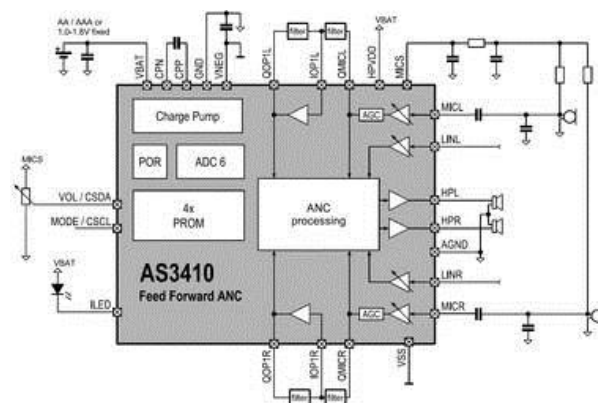 AA / AAA or
1.0-1.8V fixed
VBAT
CPN
CPP
GND
VNEG
QOP1L
filter
IOP1L
filter
QMICL
VBAT
HPVDD
MICS
Charge Pump
POR
ADC 6
4x
PROM
AGC
MICL
LINL
ANC
processing
HPL
HPR
AGND
LINR
AGC
MICR
MICS
VOL / CSDA
MODE / CSCL
VBAT
ILED
AS3410
Feed Forward ANC
QOP1R
filter
IOP1R
filter
QMICR
VSS